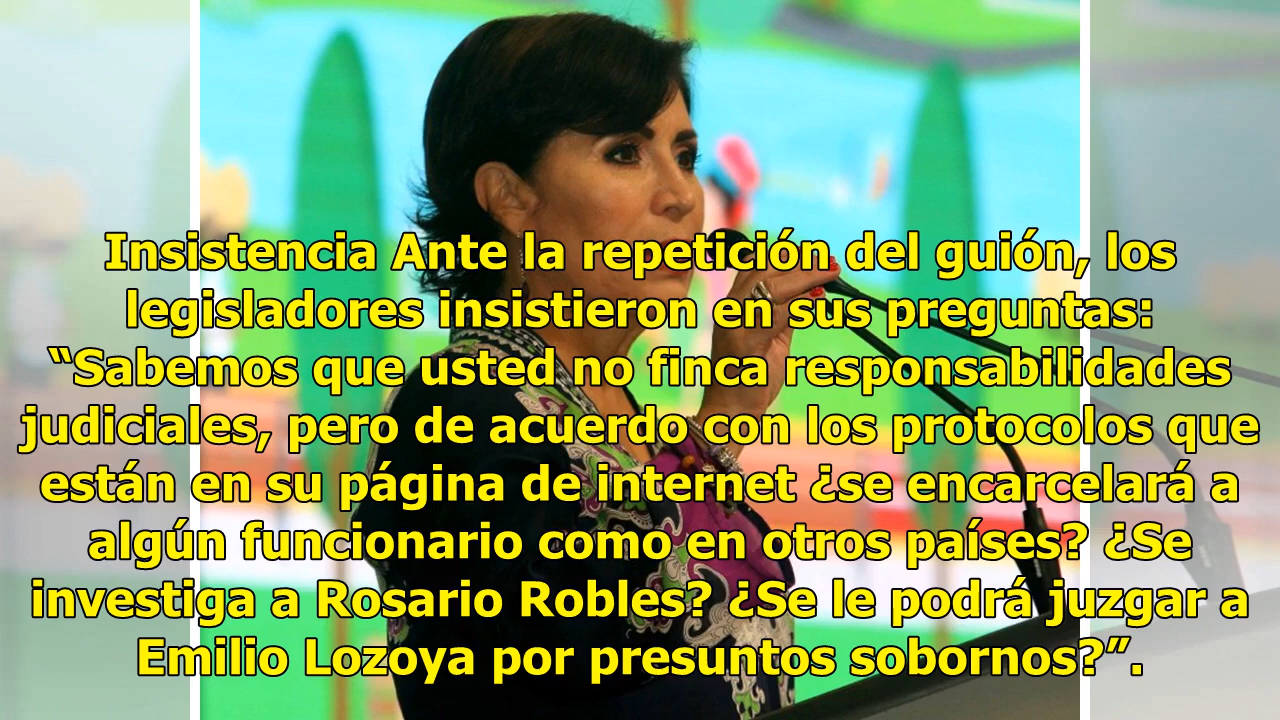 Insistencia Ante la repetición del guión, los
legisladores insistieron en sus preguntas:
“Sabemos que usted no finca responsabilidades
judiciales, pero de acuerdo con los protocolos que
están en su página de internet ¿se encarcelará a
algún funcionario como en otros países? ¿Se
investiga a Rosario Robles? ¿Se le podrá juzgar a
Emilio Lozoya por presuntos sobornos?”.